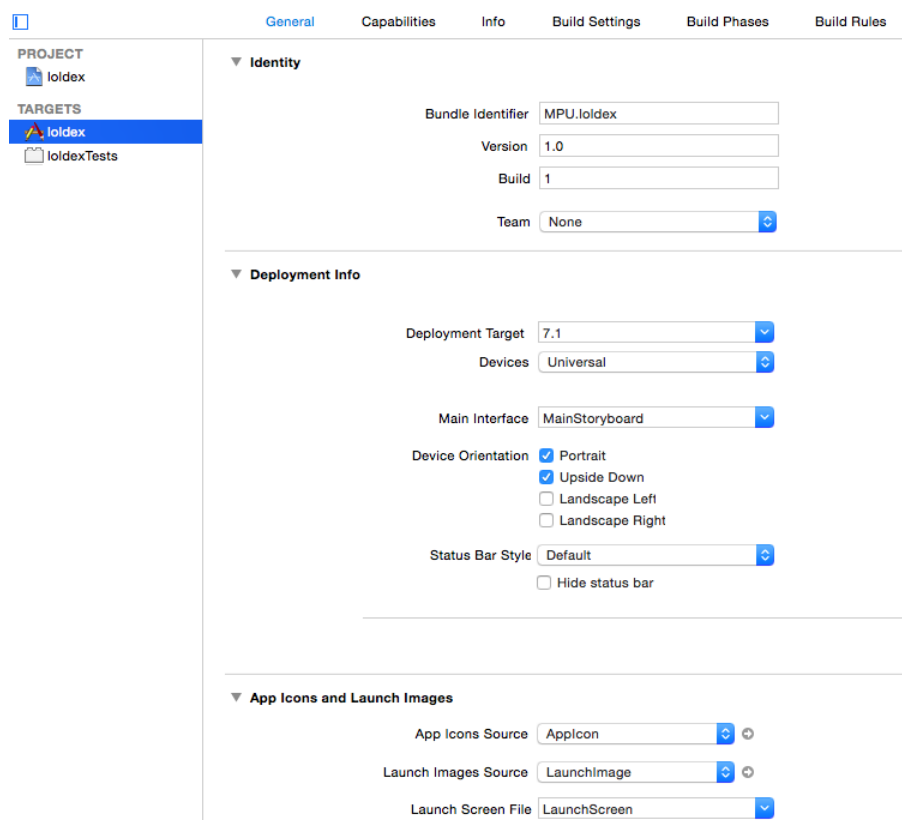 General Capabilities Info Build Settings Build Phases Build Rules
PROJECT
loldex
TARGETS
loldex
loldexTests
Identity
Bundle Identifier MPU.loldex
Version 1.0
Build 1
Team None
Deployment Info
Deployment Target 7.1
Devices Universal
Main Interface MainStoryboard
Device Orientation Portrait
Upside Down
Landscape Left
Landscape Right
Status Bar Style Default
Hide status bar
App Icons and Launch Images
App Icons Source AppIcon
Launch Images Source LaunchImage
Launch Screen File LaunchScreen